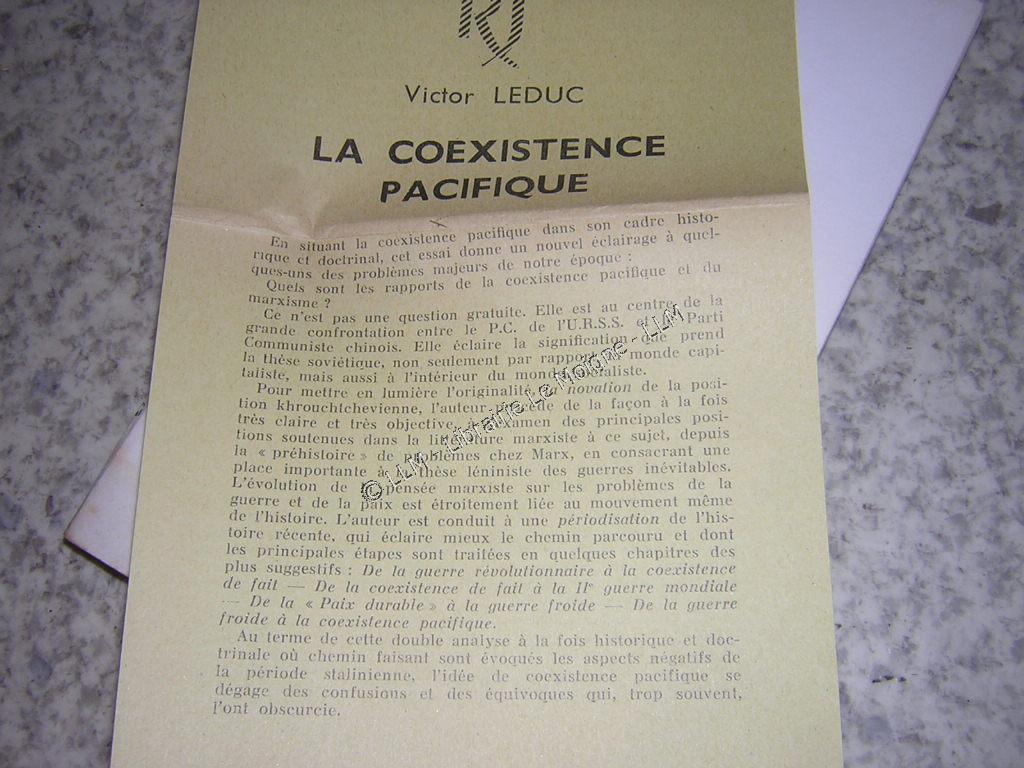 Victor LEDUC
LA COEXISTENCE
PACIFIQUE
En situant la coexistence pacifique dans son cadre histo-
rique et doctrinal, cet essai donne un nouvel éclairage à quel-
ques-uns des problèmes majeurs de notre époque :
Quels sont les rapports de la coexistence pacifique et du
marxisme ?
Ce n'est pas une question gratuite. Elle est au centre de la
grande confrontation entre le P.C. de l'U.R.S.S. et Parti
Communiste chinois. Elle éclaire la signification que prend
la thèse soviétique, non seulement par rapport monde capi-
taliste, mais aussi à l'intérieur du monde socialiste.
Pour mettre en lumière l'originalité, novation de la posi-
tion khrouchtchevienne, l'auteur procède de la façon à la fois
très claire et très objective, examen des principales posi-
tions soutenues dans la littérature marxiste à ce sujet, depuis
la « préhistoire » de problèmes chez Marx, en consacrant une
place importante à thèse léniniste des guerres inévitables.
L'évolution de pensée marxiste sur les problèmes de la
guerre et de la paix est étroitement liée au mouvement même
de l'histoire. L'auteur est conduit à une périodisation de l'his-
toire récente, qui éclaire mieux le chemin parcouru et dont
les principales étapes sont traitées en quelques chapitres des
plus suggestifs : De la guerre révolutionnaire à la coexistence
de fait — De la coexistence de fait à la IIe guerre mondiale
— De la « Paix durable » à la guerre froide — De la guerre
froide à la coexistence pacifique.
Au terme de cette double analyse à la fois historique et doc-
trinale où chemin faisant sont évoqués les aspects négatifs de
la période stalinienne, l'idée de coexistence pacifique se
dégage des confusions et des équivoques qui, trop souvent,
l'ont obscurcie.
© LLM - Librairie Le Moigne - LLM